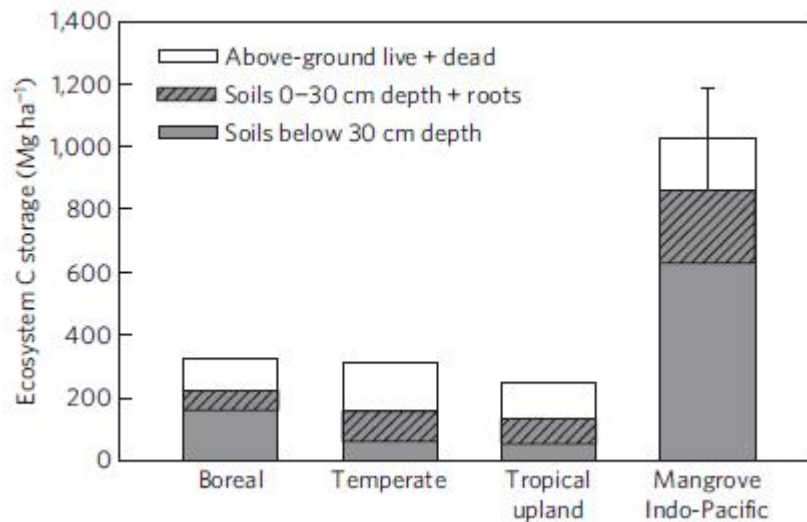 1,400
1,200
1,000
800
600
400
200
0
Ecosystem C storage (Mg ha⁻¹)
Above-ground live + dead
Soils 0–30 cm depth + roots
Soils below 30 cm depth
Boreal
Temperate
Tropical
upland
Mangrove
Indo-Pacific